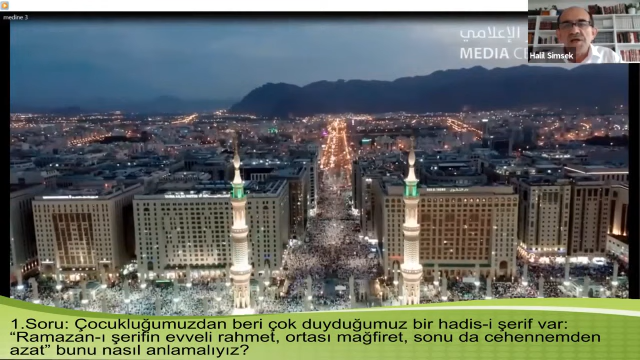 medine 3
الإعلامي
MEDIA C
Halil Simsek
1.Soru: Çocukluğumuzdan beri çok duyduğumuz bir hadis-i şerif var:
“Ramazan-ı şerifin evveli rahmet, ortası mağfiret, sonu da cehennemden
azat” bunu nasıl anlamalıyız?